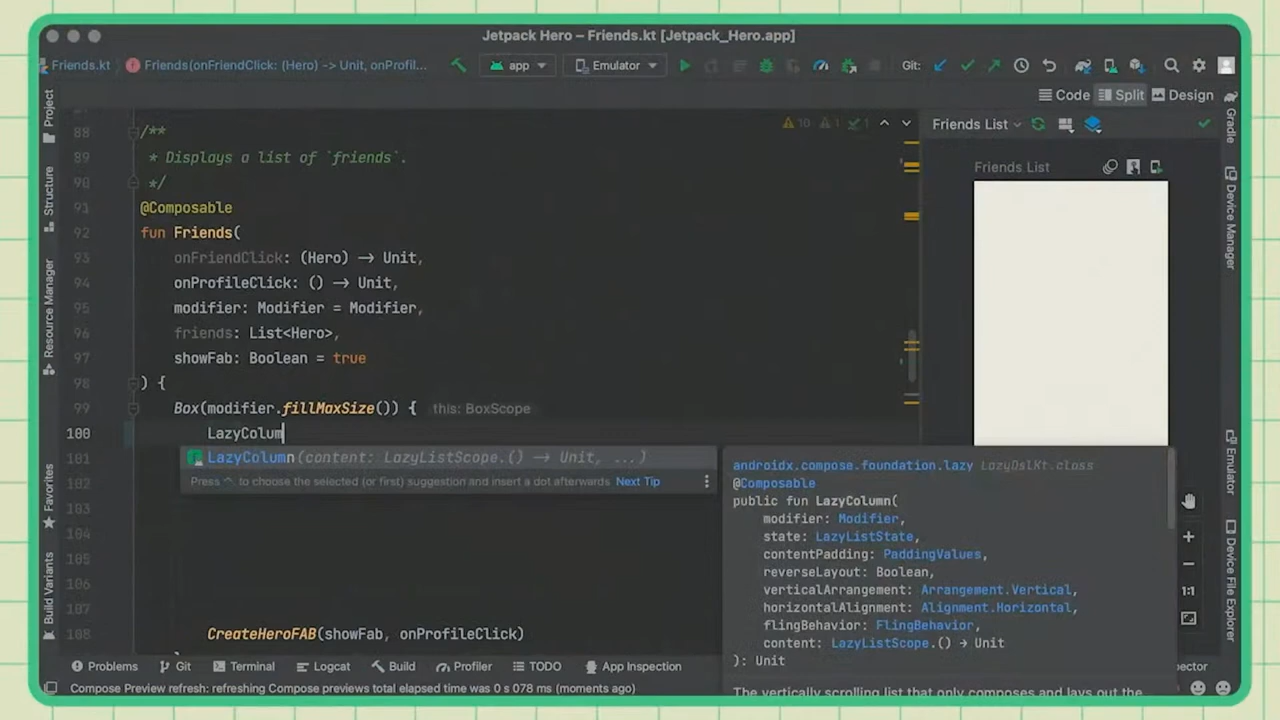 Jetpack Hero – Friends.kt [Jetpack_Hero.app]
Friends.kt
Friends(onFriendClick: (Hero) -> Unit, onProfil...
app
Emulator
Git:
Code
Split
Design
Project
Structure
Resource Manager
Favorites
Build Variants
88 /**
89 * Displays a list of `friends`.
90 */
91 @Composable
92 fun Friends(
93 onFriendClick: (Hero) -> Unit,
94 onProfileClick: () -> Unit,
95 modifier: Modifier = Modifier,
96 friends: List<Hero>,
97 showFab: Boolean = true
98 ) {
99 Box(modifier.fillMaxSize()) { this: BoxScope
100 LazyColum
101
102
103
104
105
106
107
108 CreateHeroFAB(showFab, onProfileClick)
10 1 1
LazyColumn(content: LazyListScope.() -> Unit, ...)
Press ^. to choose the selected (or first) suggestion and insert a dot afterwards Next Tip
Friends List
Friends List
androidx.compose.foundation.lazy LazyDslKt.class
@Composable
public fun LazyColumn(
modifier: Modifier,
state: LazyListState,
contentPadding: PaddingValues,
reverseLayout: Boolean,
verticalArrangement: Arrangement.Vertical,
horizontalAlignment: Alignment.Horizontal,
flingBehavior: FlingBehavior,
content: LazyListScope.() → Unit
): Unit
The vertically scrolling list that only composes and lays out the
1:1
Gradle
Device Manager
Emulator
Device File Explorer
Problems
Git
Terminal
Logcat
Build
Profiler
TODO
App Inspection
pector
Compose Preview refresh: refreshing Compose previews total elapsed time was 0 s 078 ms (moments ago)